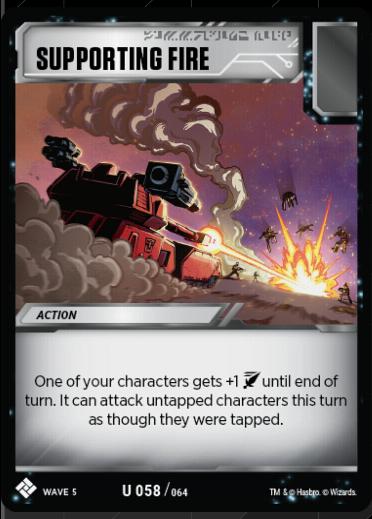 SUPPORTING FIRE
ACTION
One of your characters gets +1 until end of
turn. It can attack untapped characters this turn
as though they were tapped.
WAVE 5 U 058/064 TM & © Hasbro. © Wizards.